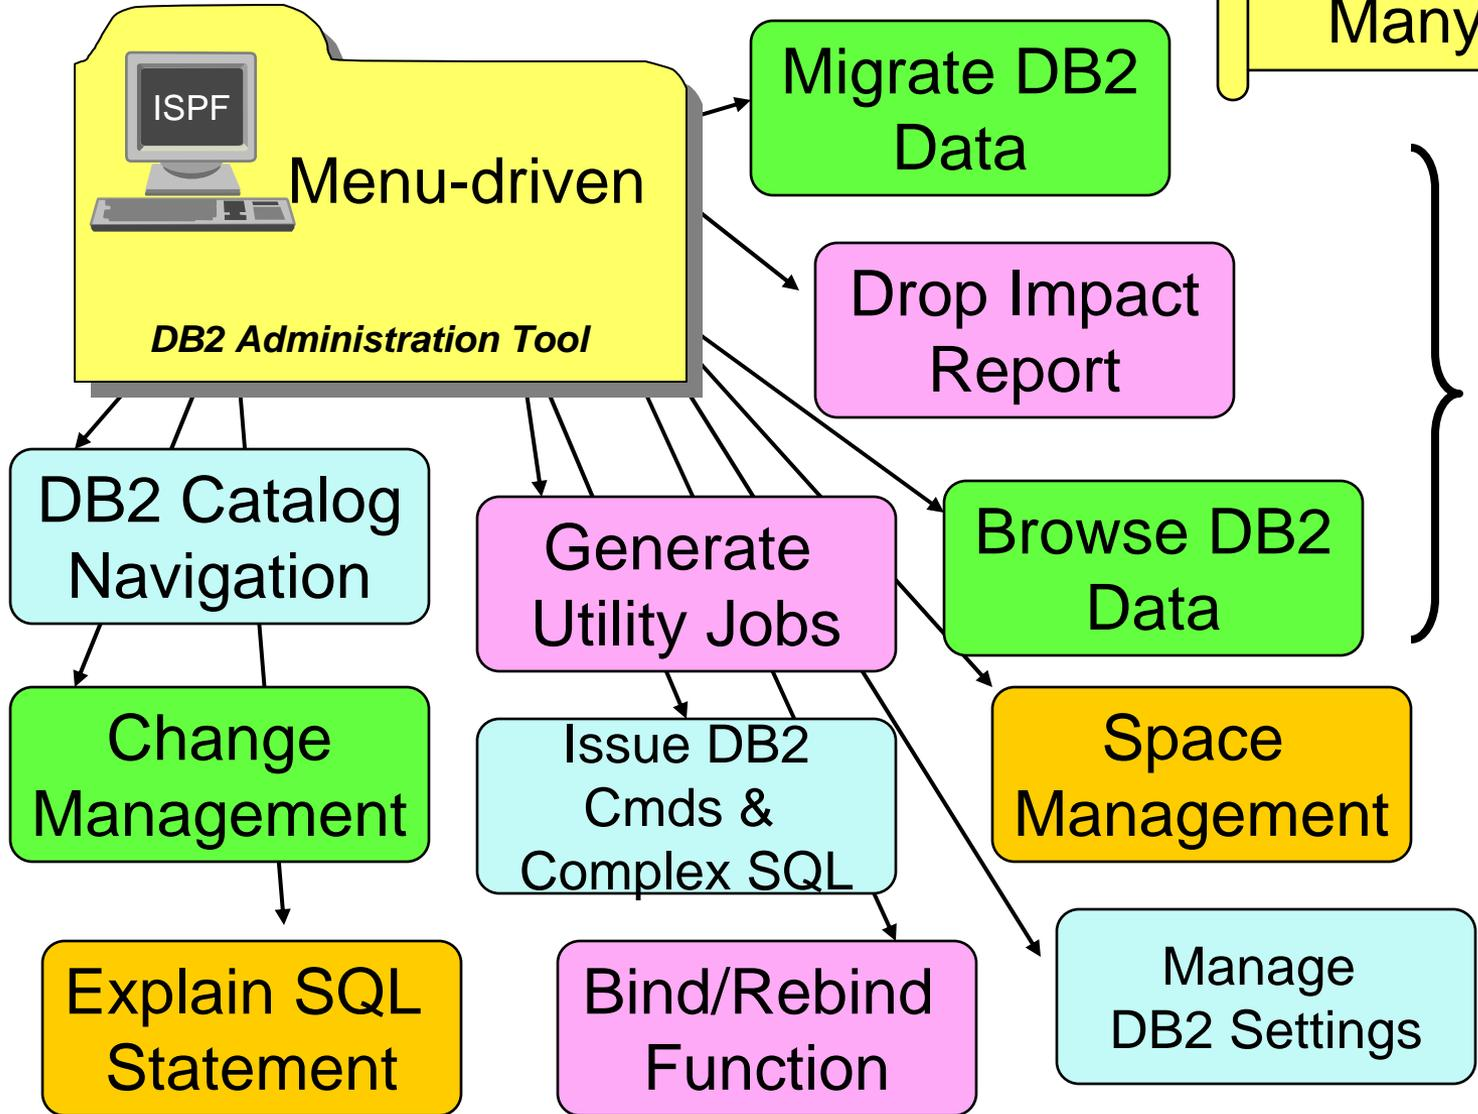 ISPF
Menu-driven
DB2 Administration Tool
Many
Migrate DB2
Data
Drop Impact
Report
DB2 Catalog
Navigation
Generate
Utility Jobs
Browse DB2
Data
Change
Management
Issue DB2
Cmds &
Complex SQL
Space
Management
Explain SQL
Statement
Bind/Rebind
Function
Manage
DB2 Settings